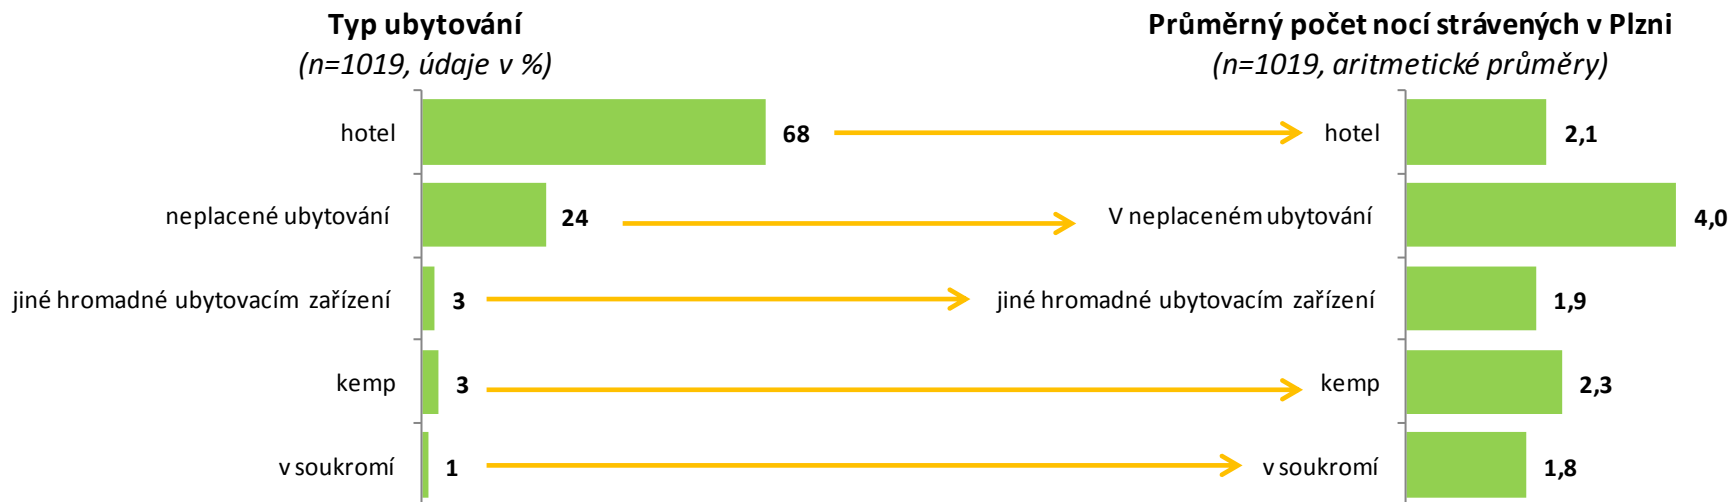 Typ ubytování
(n=1019, údaje v %)
hotel
68
neplacené ubytování
24
jiné hromadné ubytovacím zařízení
3
kemp
3
v soukromí
1
Průměrný počet nocí strávených v Plzni
(n=1019, aritmetické průměry)
hotel
2,1
V neplaceném ubytování
4,0
jiné hromadné ubytovacím zařízení
1,9
kemp
2,3
v soukromí
1,8